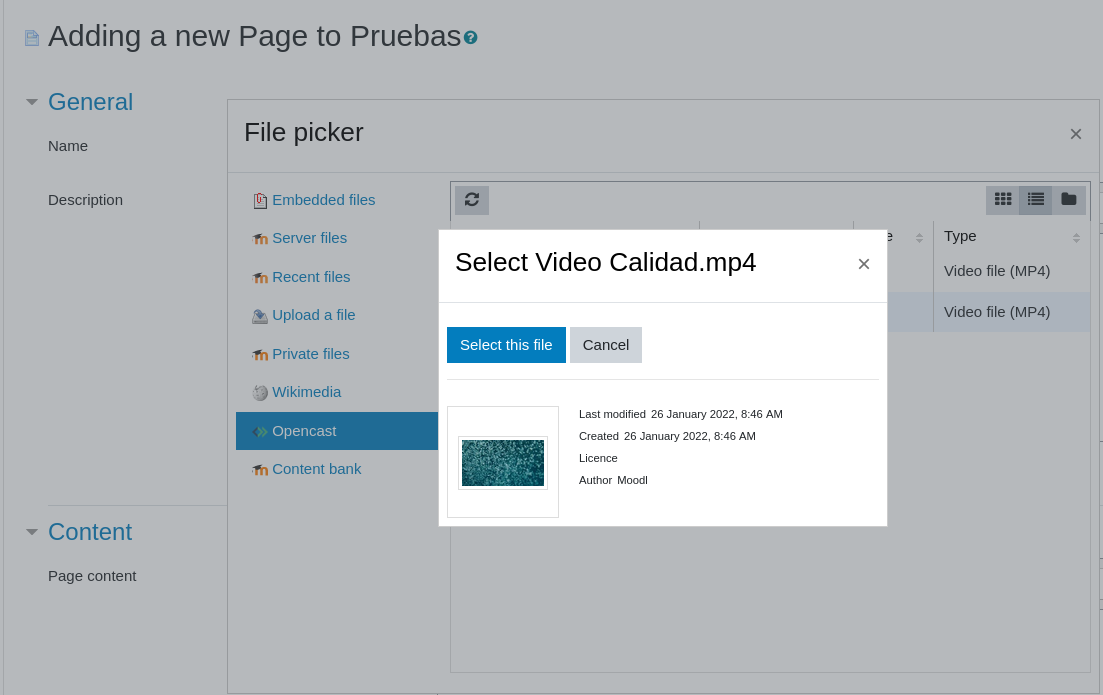 Adding a new Page to Pruebas
General
Name
Description
File picker
Embedded files
Server files
Recent files
Upload a file
Private files
Wikimedia
Opencast
Content bank
Type
Video file (MP4)
Video file (MP4)
Select Video Calidad.mp4
Select this file Cancel
Last modified 26 January 2022, 8:46 AM
Created 26 January 2022, 8:46 AM
Licence
Author Moodl
Content
Page content